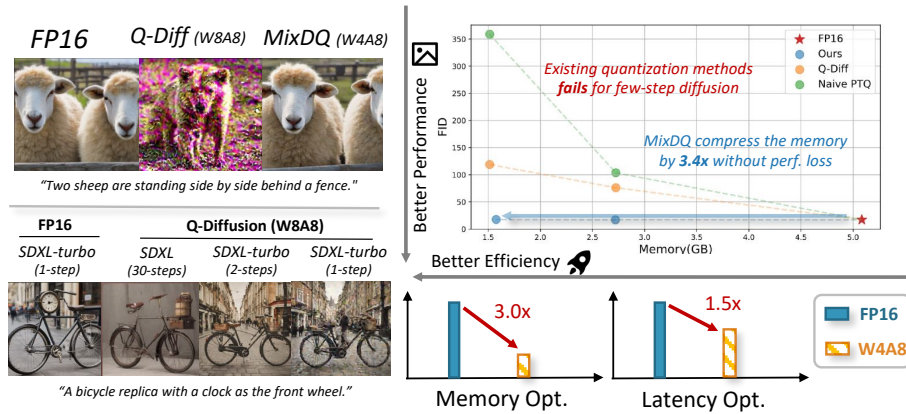 FP16 Q-Diff (W8A8) MixDQ (W4A8)
“Two sheep are standing side by side behind a fence."
FP16 Q-Diffusion (W8A8)
SDXL-turbo SDXL SDXL-turbo SDXL-turbo
(1-step) (30-steps) (2-steps) (1-step)
“A bicycle replica with a clock as the front wheel.”
Better Performance
FID
350
300
250
200
150
100
50
0
FP16
Ours
Q-Diff
Naive PTQ
Existing quantization methods
fails for few-step diffusion
MixDQ compress the memory
by 3.4x without perf. loss
1.5 2.0 2.5 3.0 3.5 4.0 4.5 5.0
Memory(GB)
Better Efficiency
3.0x
Memory Opt.
1.5x
Latency Opt.
FP16
W4A8